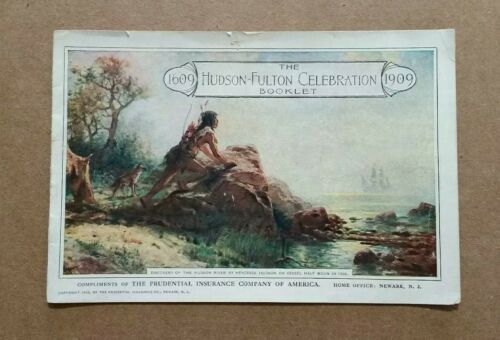 THE
1609 HUDSON-FULTON CELEBRATION 1909
BOOKLET
DISCOVERY OF THE HUDSON RIVER BY HENDRICK HUDSON ON VESSEL HALF MOON IN 1609.
COMPLIMENTS OF THE PRUDENTIAL INSURANCE COMPANY OF AMERICA. HOME OFFICE: NEWARK, N. J.
COPYRIGHT 1909, BY THE PRUDENTIAL INSURANCE CO., NEWARK, N. J.